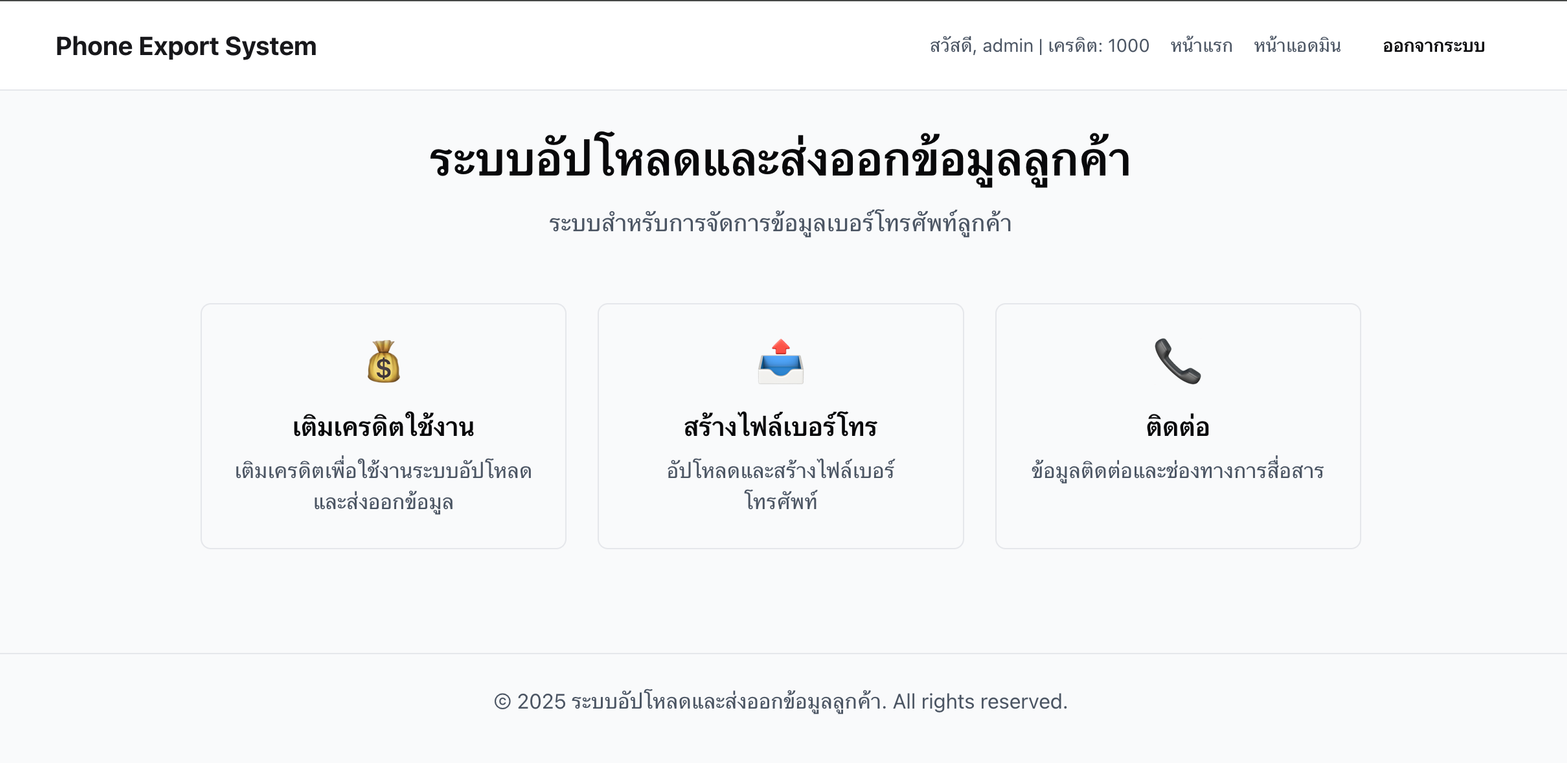 Phone Export System
สวัสดี, admin | เครดิต: 1000 หน้าแรก หน้าแอดมิน ออกจากระบบ
ระบบอัปโหลดและส่งออกข้อมูลลูกค้า
ระบบสำหรับการจัดการข้อมูลเบอร์โทรศัพท์ลูกค้า
เติมเครดิตใช้งาน
เติมเครดิตเพื่อใช้งานระบบอัปโหลด
และส่งออกข้อมูล
สร้างไฟล์เบอร์โทร
อัปโหลดและสร้างไฟล์เบอร์
โทรศัพท์
ติดต่อ
ข้อมูลติดต่อและช่องทางการสื่อสาร
© 2025 ระบบอัปโหลดและส่งออกข้อมูลลูกค้า. All rights reserved.